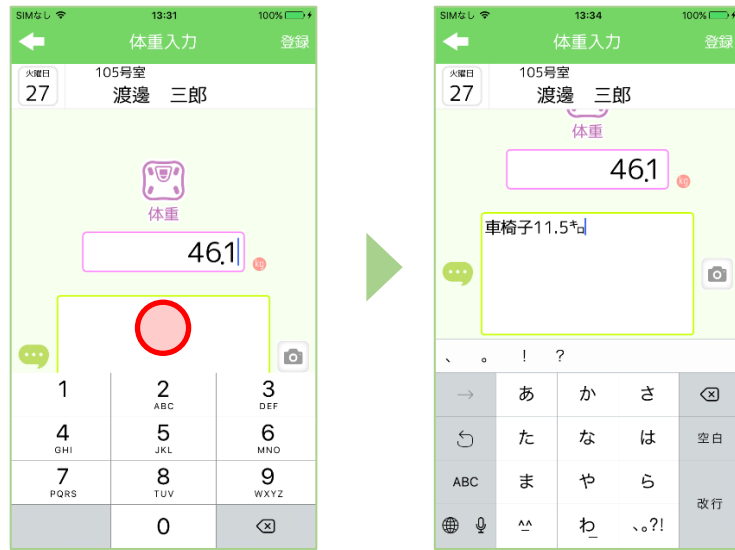 SIMなし 13:31 100%
体重入力 登録
火曜日
27
105号室
渡邊 三郎
体重
46.1
kg
1 2 3
ABC DEF
4 5 6
GHI JKL MNO
7 8 9
PQRS TUV WXYZ
0
SIMなし 13:34 100%
体重入力 登録
火曜日
27
105号室
渡邊 三郎
体重
46.1
kg
車椅子11.5㌔
、 。 ! ?
→ あ か さ
た な は 空白
ABC ま や ら
^^ わ 、。?! 改行